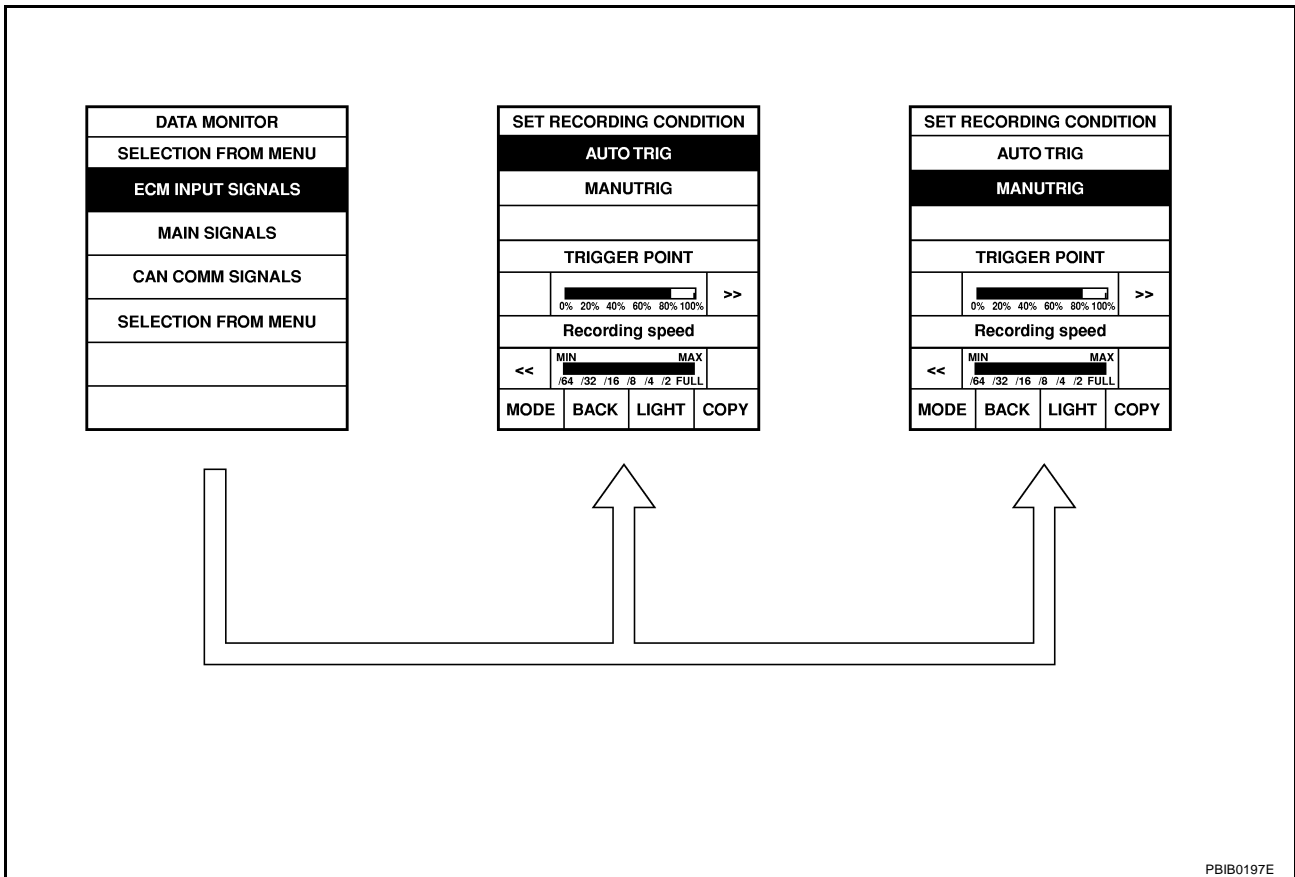 DATA MONITOR
SELECTION FROM MENU
ECM INPUT SIGNALS
MAIN SIGNALS
CAN COMM SIGNALS
SELECTION FROM MENU
SET RECORDING CONDITION
AUTO TRIG
MANUTRIG
TRIGGER POINT
>>
0% 20% 40% 60% 80% 100%
Recording speed
MIN MAX
<<
/64 /32 /16 /8 /4 /2 FULL
MODE BACK LIGHT COPY
SET RECORDING CONDITION
AUTO TRIG
MANUTRIG
TRIGGER POINT
>>
0% 20% 40% 60% 80% 100%
Recording speed
MIN MAX
<<
/64 /32 /16 /8 /4 /2 FULL
MODE BACK LIGHT COPY
PBIB0197E